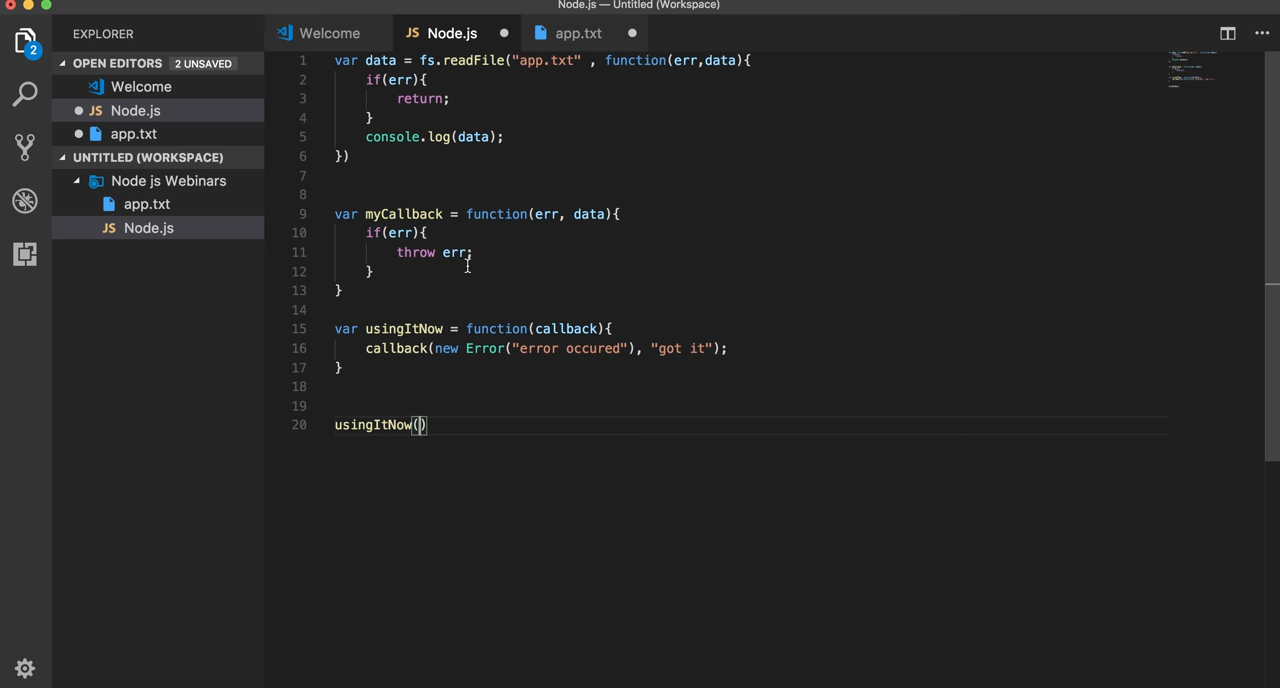 Node.js — Untitled (Workspace)
EXPLORER
Welcome
JS Node.js
app.txt
2
OPEN EDITORS 2 UNSAVED
Welcome
JS Node.js
app.txt
UNTITLED (WORKSPACE)
Node js Webinars
app.txt
JS Node.js
1 var data = fs.readFile("app.txt" , function(err,data){
2 if(err){
3 return;
4 }
5 console.log(data);
6 })
7
8
9 var myCallback = function(err, data){
10 if(err){
11 throw err;
12 }
13 }
14
15 var usingItNow = function(callback){
16 callback(new Error("error occured"), "got it");
17 }
18
19
20 usingItNow()